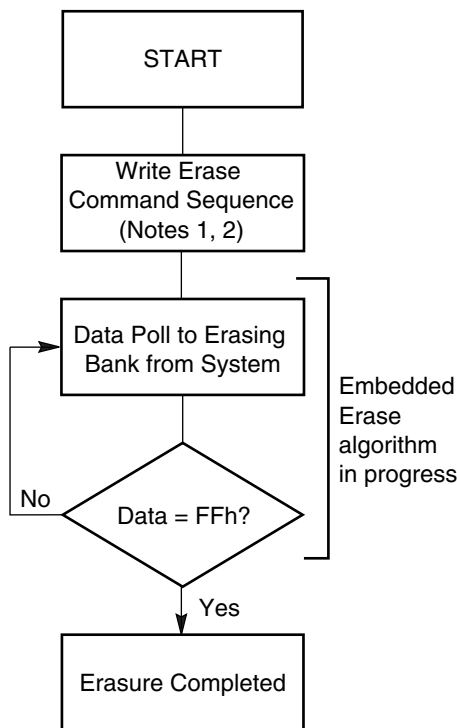 START
Write Erase
Command Sequence
(Notes 1, 2)
Data Poll to Erasing
Bank from System
Embedded
Erase
algorithm
in progress
No
Data = FFh?
Yes
Erasure Completed